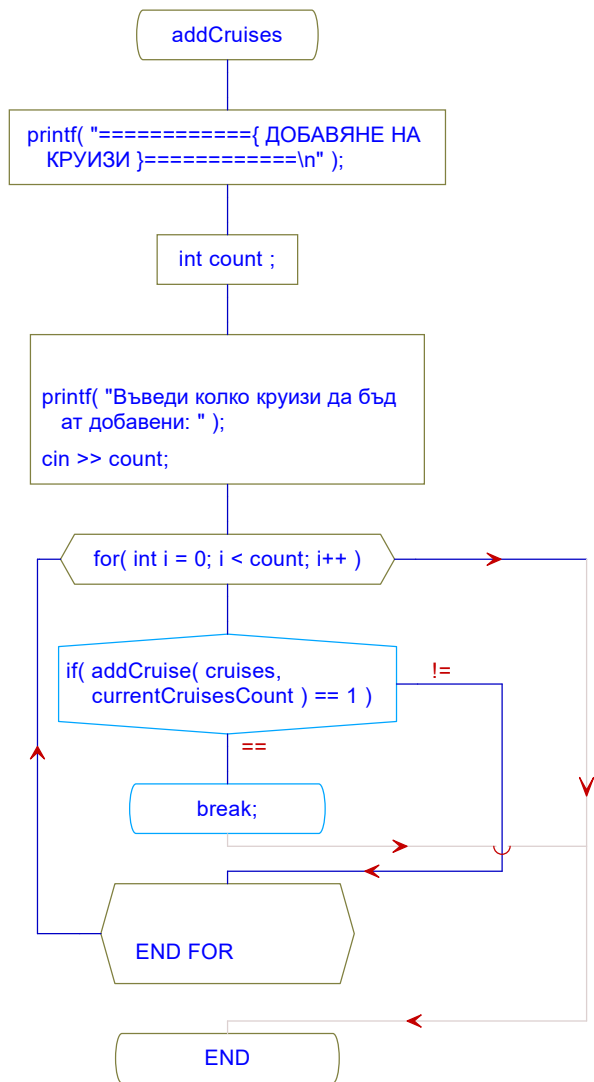 addCruises
printf( "============{ ДОБАВЯНЕ НА
КРУИЗИ }============\n" );
int count ;
printf( "Въведи колко круизи да бъд
ат добавени: " );
cin >> count;
for( int i = 0; i < count; i++ )
if( addCruise( cruises,
currentCruisesCount ) == 1 )
!=
==
break;
END FOR
END